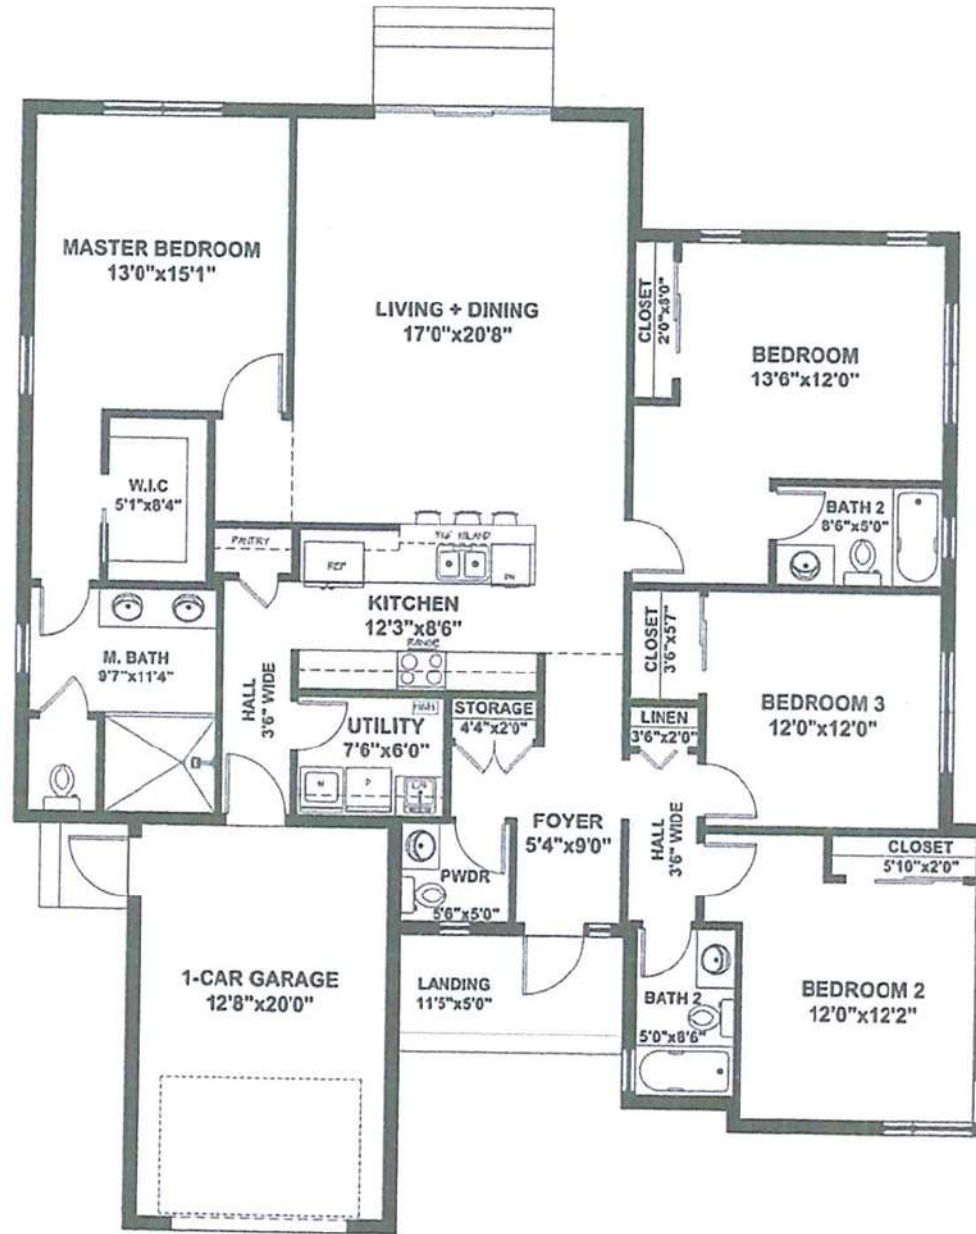 MASTER BEDROOM
13'0"x15'1"
LIVING + DINING
17'0"x20'8"
CLOSET
2'0"x8'0"
BEDROOM
13'6"x12'0"
W.I.C
5'1"x8'4"
BATH 2
8'6"x5'0"
PANTRY
ISLAND
REF
DW
KITCHEN
12'3"x8'6"
RANGE
CLOSET
3'6"x5'7"
M. BATH
9'7"x11'4"
HALL
3'6" WIDE
UTILITY
7'6"x6'0"
STORAGE
4'4"x2'0"
LINEN
3'6"x2'0"
BEDROOM 3
12'0"x12'0"
W
D
FOYER
5'4"x9'0"
HALL
3'6" WIDE
CLOSET
5'10"x2'0"
PWDR
5'6"x5'0"
1-CAR GARAGE
12'8"x20'0"
LANDING
11'5"x5'0"
BATH 2
5'0"x8'6"
BEDROOM 2
12'0"x12'2"